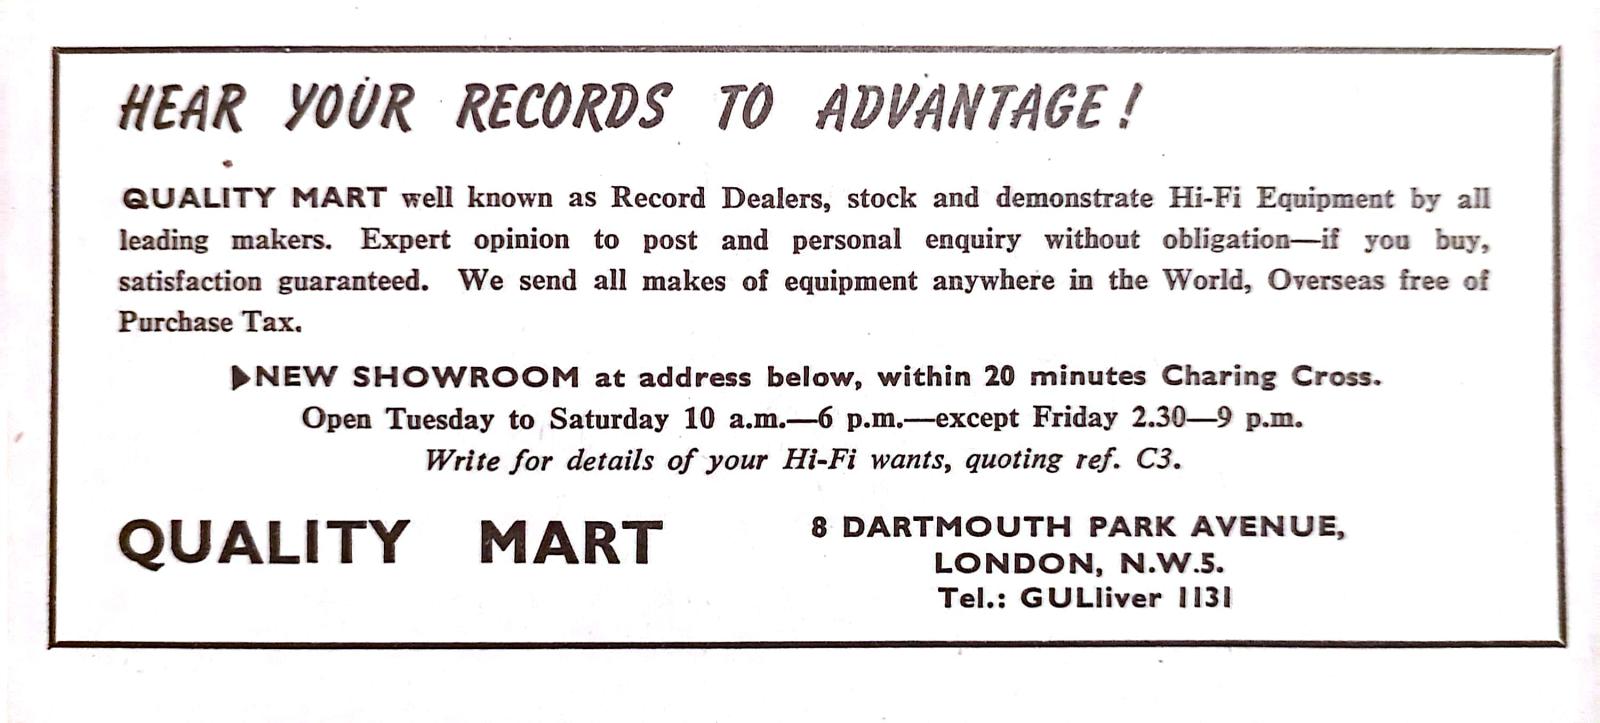 HEAR YOUR RECORDS TO ADVANTAGE!
QUALITY MART well known as Record Dealers, stock and demonstrate Hi-Fi Equipment by all
leading makers. Expert opinion to post and personal enquiry without obligation—if you buy,
satisfaction guaranteed. We send all makes of equipment anywhere in the World, Overseas free of
Purchase Tax.
▶NEW SHOWROOM at address below, within 20 minutes Charing Cross.
Open Tuesday to Saturday 10 a.m.—6 p.m.—except Friday 2.30—9 p.m.
Write for details of your Hi-Fi wants, quoting ref. C3.
QUALITY MART
8 DARTMOUTH PARK AVENUE,
LONDON, N.W.5.
Tel.: GULliver 1131